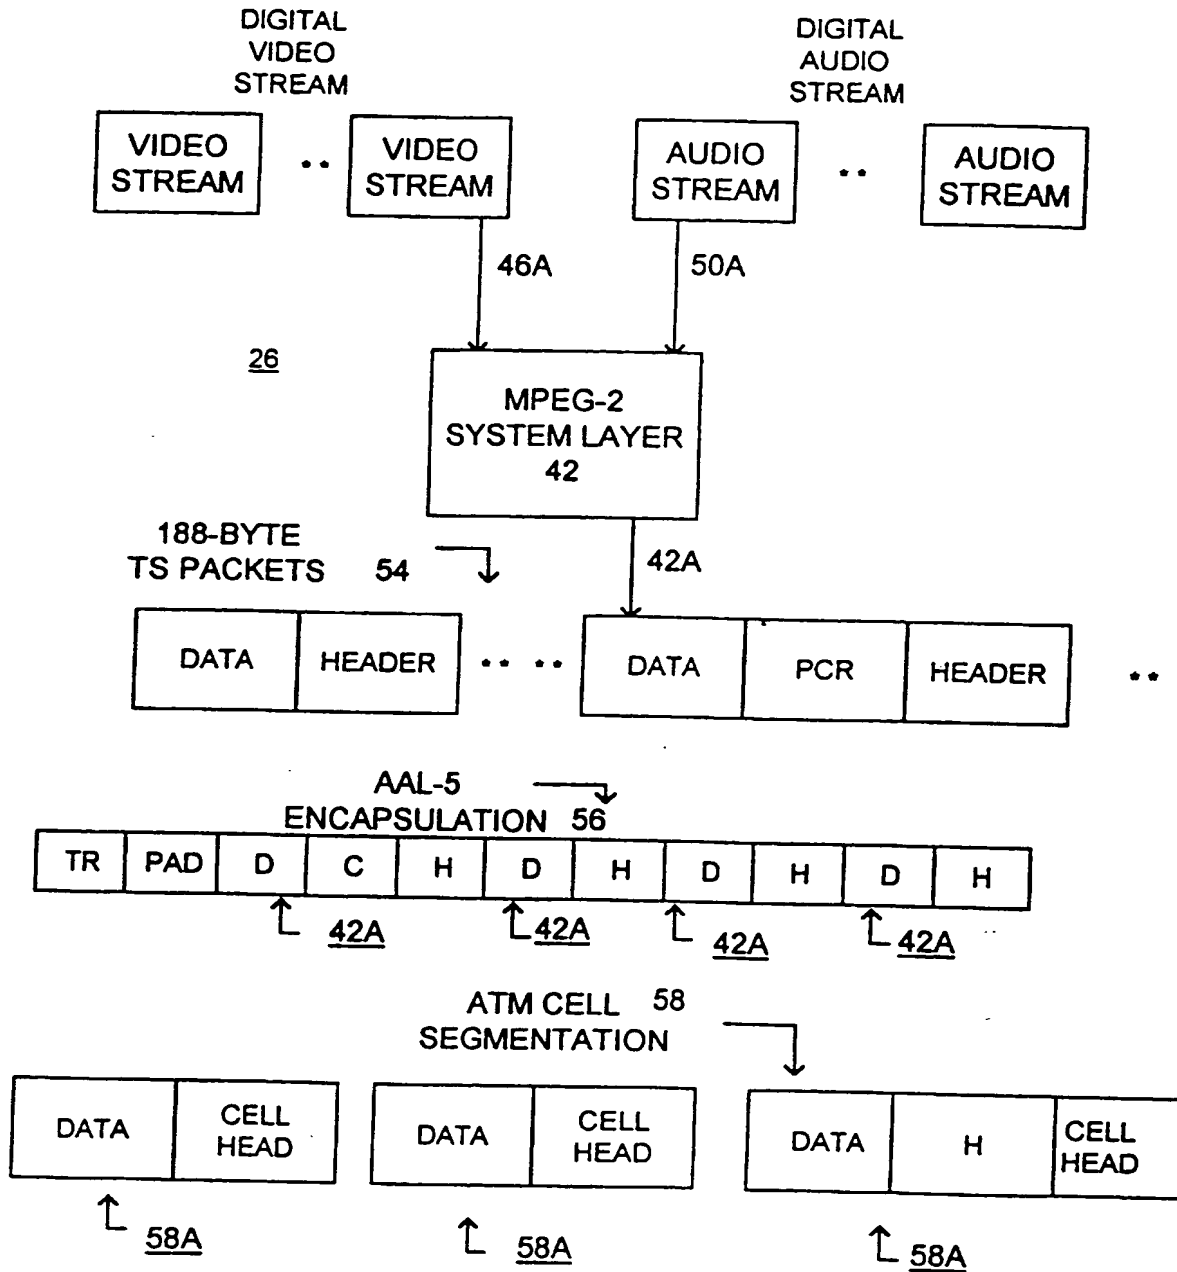 DIGITAL
VIDEO
STREAM
DIGITAL
AUDIO
STREAM
VIDEO
STREAM
**
VIDEO
STREAM
AUDIO
STREAM
**
AUDIO
STREAM
46A
50A
26
MPEG-2
SYSTEM LAYER
42
188-BYTE
TS PACKETS 54
42A
DATA HEADER ** ** DATA PCR HEADER **
AAL-5
ENCAPSULATION 56
TR PAD D C H D H D H D H
42A 42A 42A 42A
ATM CELL 58
SEGMENTATION
DATA
CELL
HEAD
DATA
CELL
HEAD
DATA
H
CELL
HEAD
58A 58A 58A